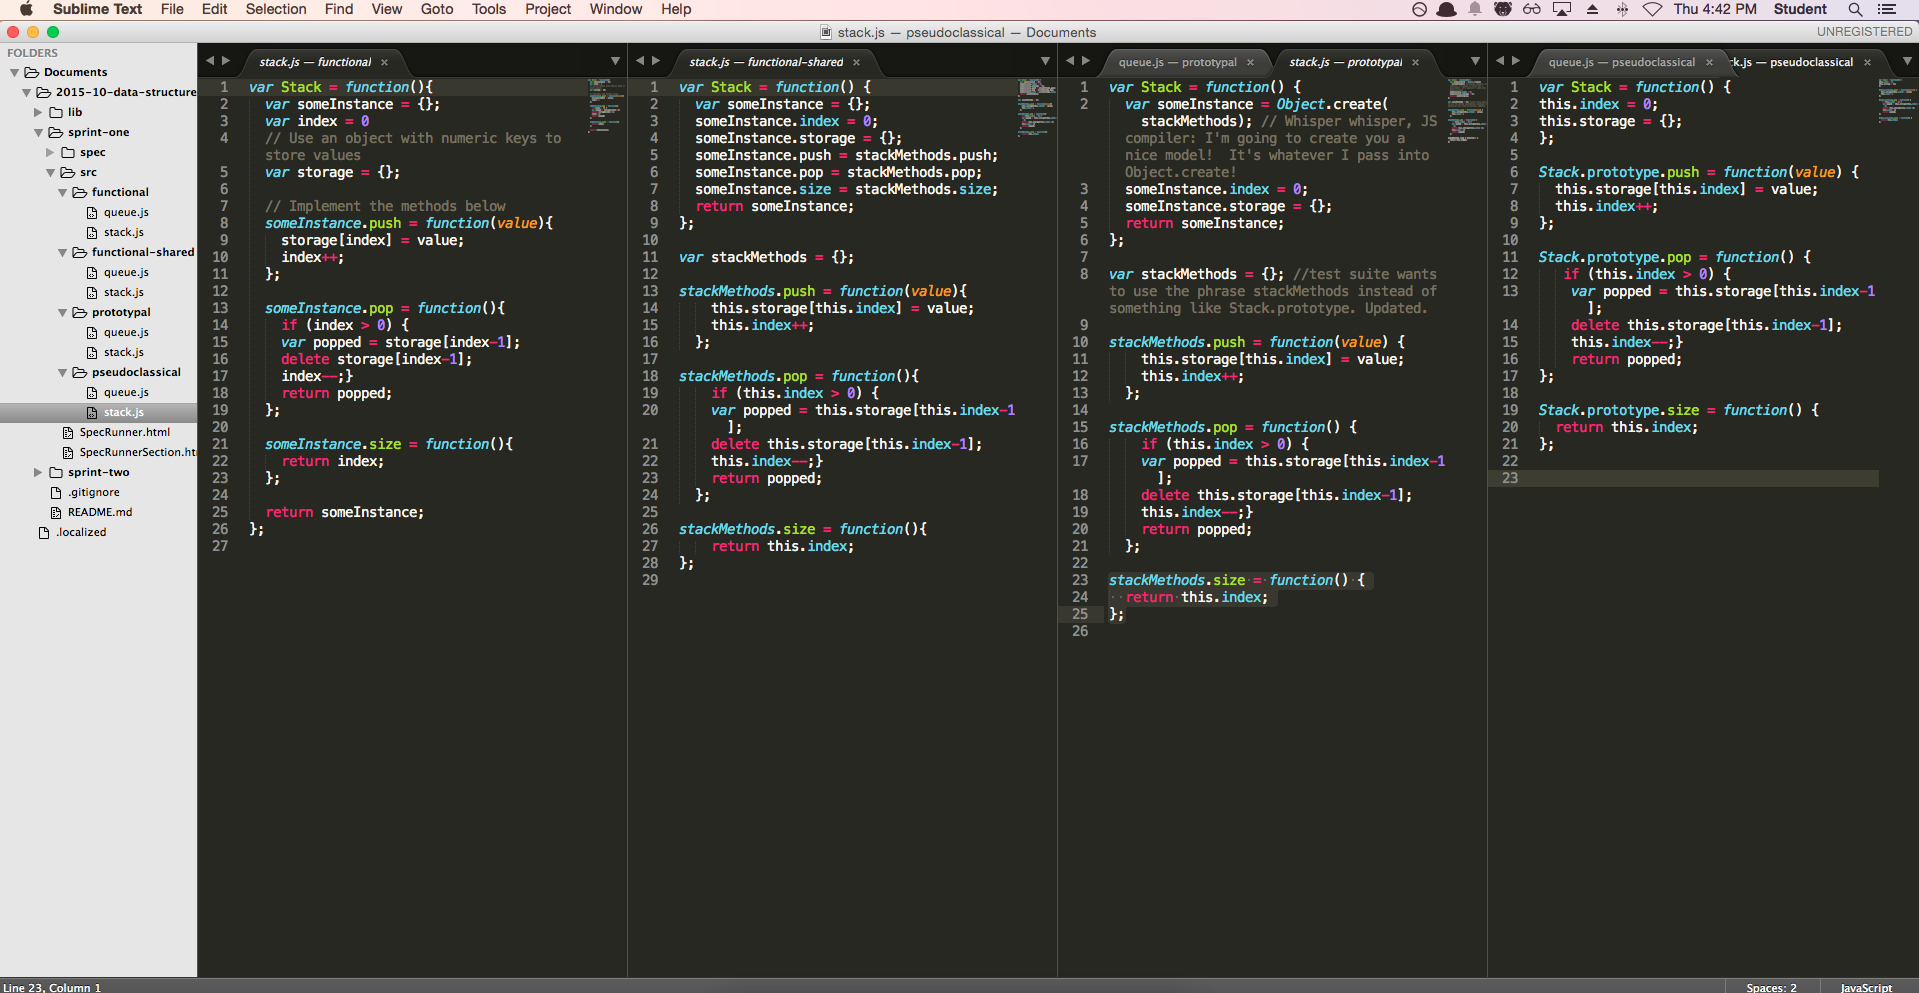 Sublime Text File Edit Selection Find View Goto Tools Project Window Help Thu 4:42 PM Student
stack.js — pseudoclassical — Documents UNREGISTERED
FOLDERS
Documents
2015-10-data-structure
lib
sprint-one
spec
src
functional
queue.js
stack.js
functional-shared
queue.js
stack.js
prototypal
queue.js
stack.js
pseudoclassical
queue.js
stack.js
SpecRunner.html
SpecRunnerSection.ht
sprint-two
.gitignore
README.md
.localized
stack.js — functional ×
1 var Stack = function(){
2 var someInstance = {};
3 var index = 0
4 // Use an object with numeric keys to
store values
5 var storage = {};
6
7 // Implement the methods below
8 someInstance.push = function(value){
9 storage[index] = value;
10 index++;
11 };
12
13 someInstance.pop = function(){
14 if (index > 0) {
15 var popped = storage[index-1];
16 delete storage[index-1];
17 index--;}
18 return popped;
19 };
20
21 someInstance.size = function(){
22 return index;
23 };
24
25 return someInstance;
26 };
27
stack.js — functional-shared ×
1 var Stack = function() {
2 var someInstance = {};
3 someInstance.index = 0;
4 someInstance.storage = {};
5 someInstance.push = stackMethods.push;
6 someInstance.pop = stackMethods.pop;
7 someInstance.size = stackMethods.size;
8 return someInstance;
9 };
10
11 var stackMethods = {};
12
13 stackMethods.push = function(value){
14 this.storage[this.index] = value;
15 this.index++;
16 };
17
18 stackMethods.pop = function(){
19 if (this.index > 0) {
20 var popped = this.storage[this.index-1
];
21 delete this.storage[this.index-1];
22 this.index--;}
23 return popped;
24 };
25
26 stackMethods.size = function(){
27 return this.index;
28 };
29
queue.js — prototypal × stack.js — prototypal ×
1 var Stack = function() {
2 var someInstance = Object.create(
stackMethods); // Whisper whisper, JS
compiler: I'm going to create you a
nice model! It's whatever I pass into
Object.create!
3 someInstance.index = 0;
4 someInstance.storage = {};
5 return someInstance;
6 };
7
8 var stackMethods = {}; //test suite wants
to use the phrase stackMethods instead of
something like Stack.prototype. Updated.
9
10 stackMethods.push = function(value) {
11 this.storage[this.index] = value;
12 this.index++;
13 };
14
15 stackMethods.pop = function() {
16 if (this.index > 0) {
17 var popped = this.storage[this.index-1
];
18 delete this.storage[this.index-1];
19 this.index--;}
20 return popped;
21 };
22
23 stackMethods.size = function() {
24 return this.index;
25 };
26
queue.js — pseudoclassical × ck.js — pseudoclassical ×
1 var Stack = function() {
2 this.index = 0;
3 this.storage = {};
4 };
5
6 Stack.prototype.push = function(value) {
7 this.storage[this.index] = value;
8 this.index++;
9 };
10
11 Stack.prototype.pop = function() {
12 if (this.index > 0) {
13 var popped = this.storage[this.index-1
];
14 delete this.storage[this.index-1];
15 this.index--;}
16 return popped;
17 };
18
19 Stack.prototype.size = function() {
20 return this.index;
21 };
22
23
Line 23, Column 1 Spaces: 2 JavaScript